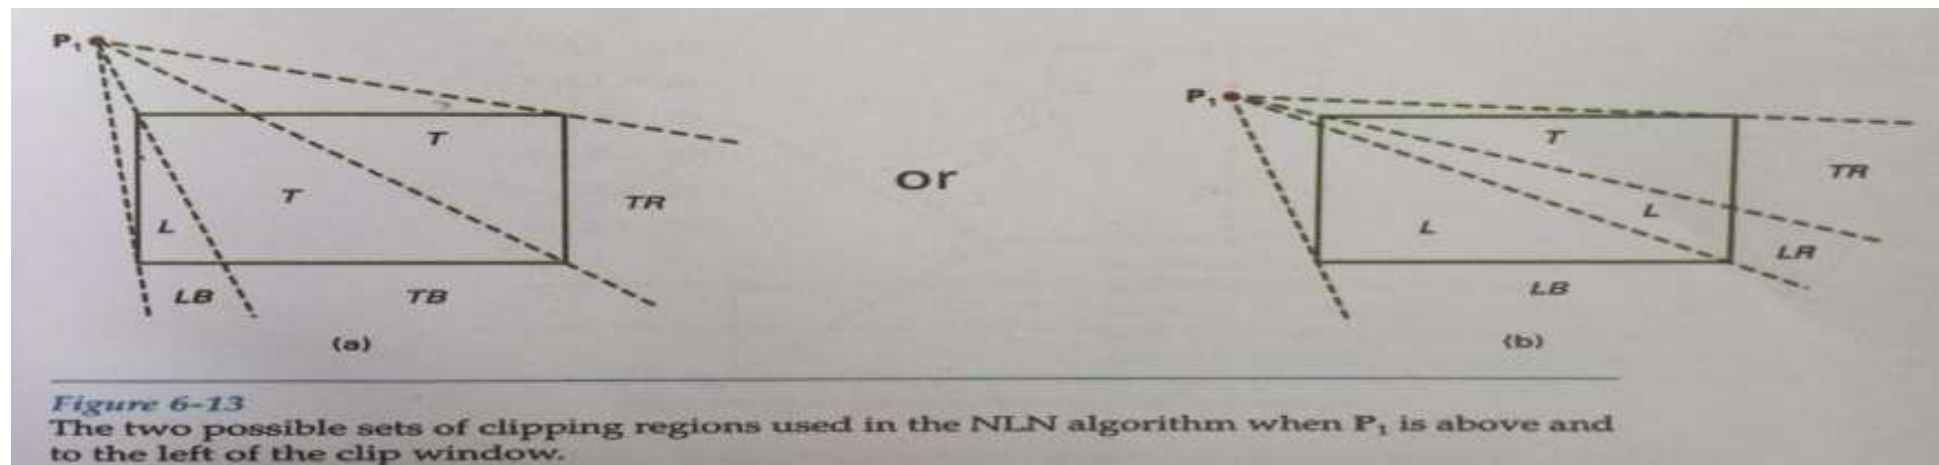 P1
T
T
TR
L
LB
TB
(a)
or
P1
T
TR
L
L
LR
LB
(b)
Figure 6-13
The two possible sets of clipping regions used in the NLN algorithm when P1 is above and
to the left of the clip window.